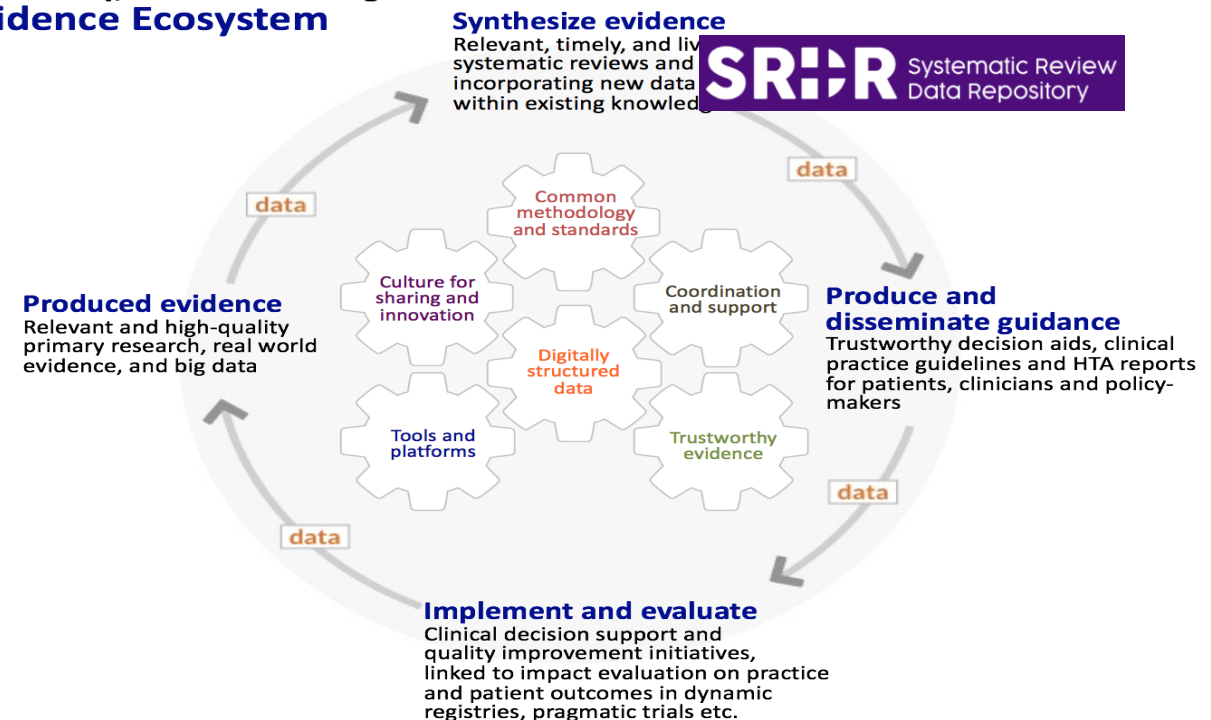 Evidence Ecosystem
Synthesize evidence
Relevant, timely, and
systematic reviews and
incorporating new data
within existing
SRDR Systematic Review
Data Repository
data
data
Common
methodology
and standards
Culture for
sharing and
innovation
Coordination
and support
Digitally
structured
data
Tools and
platforms
Trustworthy
evidence
Produced evidence
Relevant and high-quality
primary research, real world
evidence, and big data
Produce and
disseminate guidance
Trustworthy decision aids, clinical
practice guidelines and HTA reports
for patients, clinicians and policy-
makers
data
data
Implement and evaluate
Clinical decision support and
quality improvement initiatives,
linked to impact evaluation on practice
and patient outcomes in dynamic
registries, pragmatic trials etc.